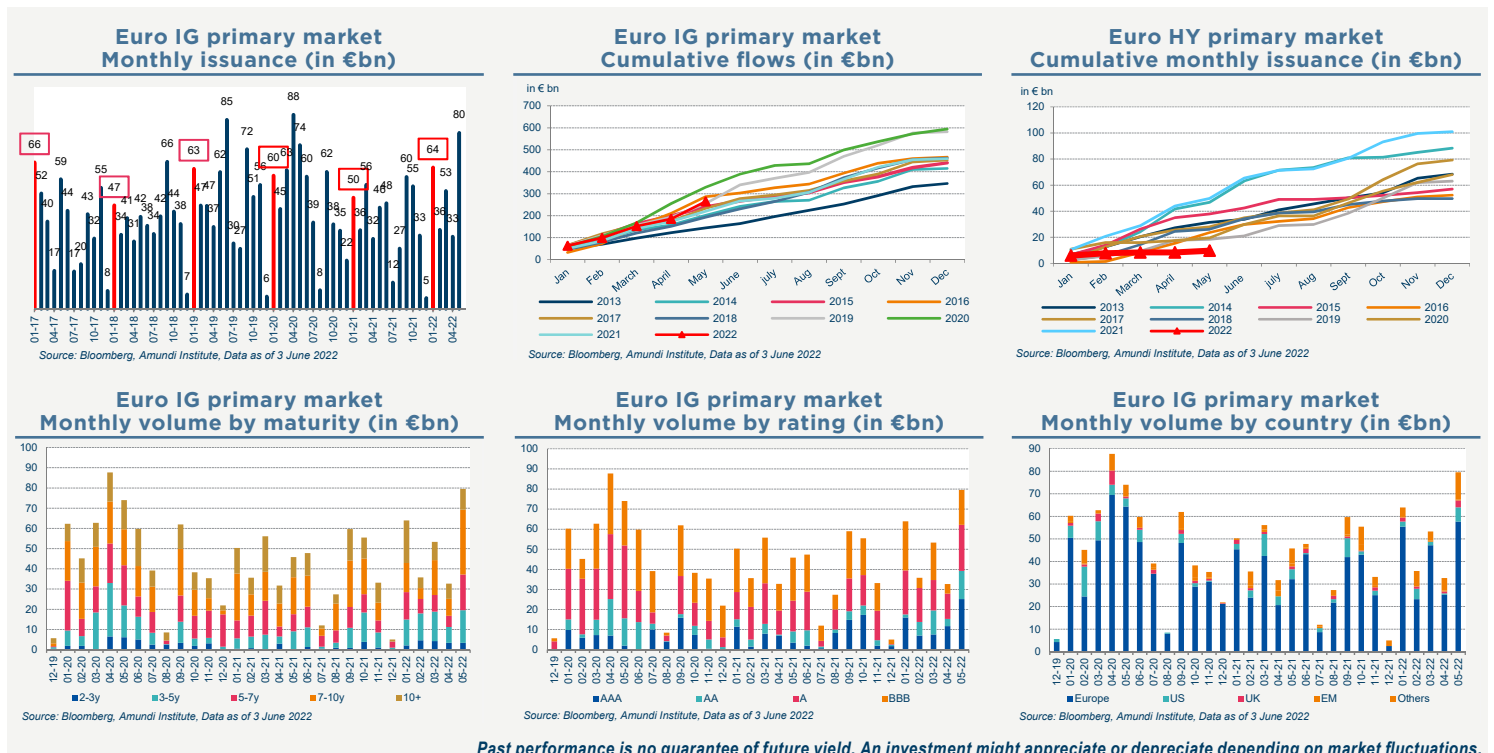 Euro IG primary market
Monthly issuance (in €bn)
66 52 40 17 59 44 17 20 43 32 55 8 47 34 41 31 42 38 34 42 66 44 38 7 63 47 47 37 62 85 30 27 72 51 56 6 60 45 63 88 74 60 39 8 62 38 35 22 50 36 56 32 46 48 12 27 60 55 33 5 64 36 53 33 80
01-17 04-17 07-17 10-17 01-18 04-18 07-18 10-18 01-19 04-19 07-19 10-19 01-20 04-20 07-20 10-20 01-21 04-21 07-21 10-21 01-22 04-22
Source: Bloomberg, Amundi Institute, Data as of 3 June 2022
Euro IG primary market
Cumulative flows (in €bn)
in € bn
700
600
500
400
300
200
100
0
Jan Feb March April May June july Aug Sept Oct Nov Dec
2013 2014 2015 2016
2017 2018 2019 2020
2021 2022
Source: Bloomberg, Amundi Institute, Data as of 3 June 2022
Euro HY primary market
Cumulative monthly issuance (in €bn)
in € bn
120
100
80
60
40
20
0
Jan Feb March April May June july Aug Sept Oct Nov Dec
2013 2014 2015 2016
2017 2018 2019 2020
2021 2022
Source: Bloomberg, Amundi Institute, Data as of 3 June 2022
Euro IG primary market
Monthly volume by maturity (in €bn)
100
90
80
70
60
50
40
30
20
10
0
12-19 01-20 02-20 03-20 04-20 05-20 06-20 07-20 08-20 09-20 10-20 11-20 12-20 01-21 02-21 03-21 04-21 05-21 06-21 07-21 08-21 09-21 10-21 11-21 12-21 01-22 02-22 03-22 04-22 05-22
2-3y 3-5y 5-7y 7-10y 10+
Source: Bloomberg, Amundi Institute, Data as of 3 June 2022
Euro IG primary market
Monthly volume by rating (in €bn)
100
90
80
70
60
50
40
30
20
10
0
12-19 01-20 02-20 03-20 04-20 05-20 06-20 07-20 08-20 09-20 10-20 11-20 12-20 01-21 02-21 03-21 04-21 05-21 06-21 07-21 08-21 09-21 10-21 11-21 12-21 01-22 02-22 03-22 04-22 05-22
AAA AA A BBB
Source: Bloomberg, Amundi Institute, Data as of 3 June 2022
Euro IG primary market
Monthly volume by country (in €bn)
90
80
70
60
50
40
30
20
10
0
12-19 01-20 02-20 03-20 04-20 05-20 06-20 07-20 08-20 09-20 10-20 11-20 12-20 01-21 02-21 03-21 04-21 05-21 06-21 07-21 08-21 09-21 10-21 11-21 12-21 01-22 02-22 03-22 04-22 05-22
Europe US UK EM Others
Source: Bloomberg, Amundi Institute, Data as of 3 June 2022
Past performance is no guarantee of future yield. An investment might appreciate or depreciate depending on market fluctuations.